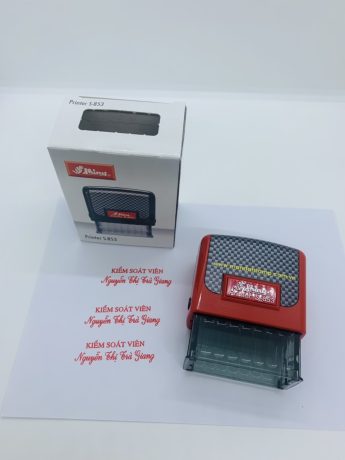 Printer S-853
Shiny
Shiny
Printer S-853
KIỂM SOÁT VIÊN
Nguyễn Thị Trà Giang
KIỂM SOÁT VIÊN
Nguyễn Thị Trà Giang
KIỂM SOÁT VIÊN
Nguyễn Thị Trà Giang